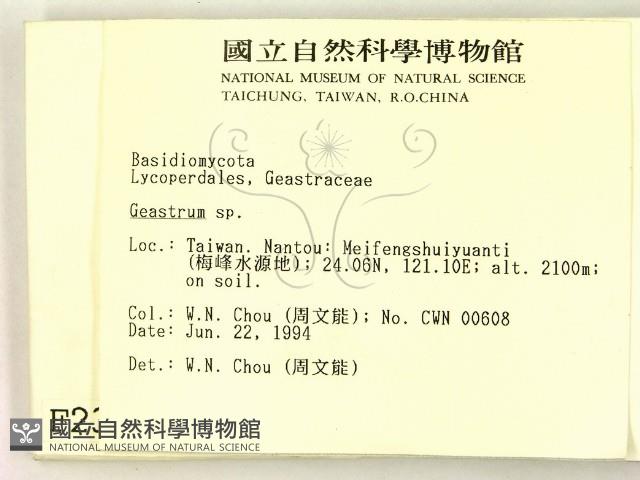 國立自然科學博物館
NATIONAL MUSEUM OF NATURAL SCIENCE
TAICHUNG, TAIWAN, R.O.CHINA
Basidiomycota
Lycoperdales, Geastraceae
Geastrum sp.
Loc.: Taiwan. Nantou: Meifengshuiyuanti
(梅峰水源地); 24.06N, 121.10E; alt. 2100m;
on soil.
Col.: W.N. Chou (周文能); No. CWN 00608
Date: Jun. 22, 1994
Det.: W.N. Chou (周文能)
國立自然科學博物館
NATIONAL MUSEUM OF NATURAL SCIENCE